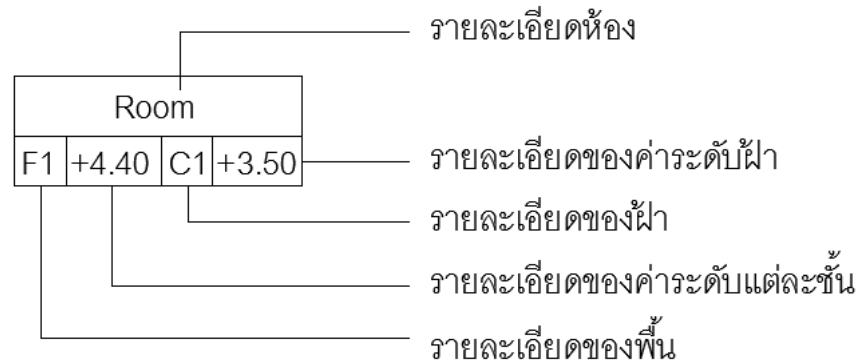 รายละเอียดห้อง
Room
F1 +4.40 C1 +3.50
รายละเอียดของค่าระดับฝ้า
รายละเอียดของฝ้า
รายละเอียดของค่าระดับแต่ละชั้น
รายละเอียดของพื้น